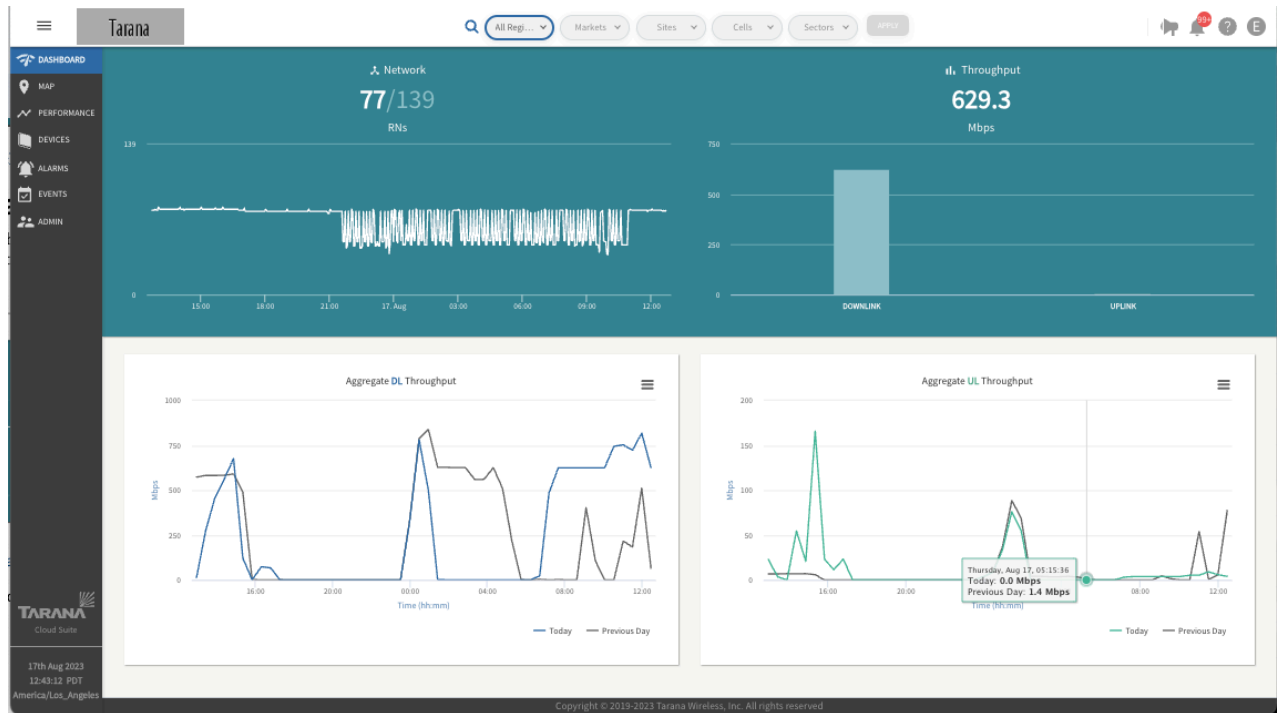 Tarana
All Regi...
Markets
Sites
Cells
Sectors
APPLY
99+
?
E
DASHBOARD
MAP
PERFORMANCE
DEVICES
ALARMS
EVENTS
ADMIN
TARANA
Cloud Suite
17th Aug 2023
12:43:12 PDT
America/Los_Angeles
Network
77/139
RNs
139
0
15:00 18:00 21:00 17. Aug 03:00 06:00 09:00 12:00
Throughput
629.3
Mbps
750
500
250
0
DOWNLINK UPLINK
Aggregate DL Throughput
1000
750
500
250
0
Mbps
16:00 20:00 00:00 04:00 08:00 12:00
Time (hh:mm)
Today Previous Day
Aggregate UL Throughput
200
150
100
50
0
Mbps
16:00 20:00 08:00 12:00
Thursday, Aug 17, 05:15:36
Today: 0.0 Mbps
Previous Day: 1.4 Mbps
Time (hh:mm)
Today Previous Day
Copyright © 2019-2023 Tarana Wireless, Inc. All rights reserved